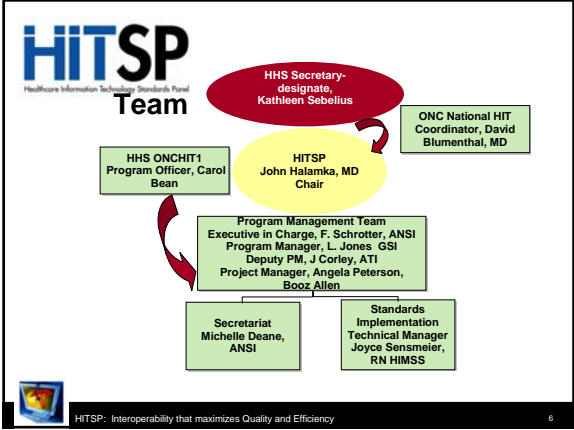 HITSP
Healthcare Information Technology Standards Panel
Team
HHS Secretary-
designate,
Kathleen Sebelius
ONC National HIT
Coordinator, David
Blumenthal, MD
HHS ONCHIT1
Program Officer, Carol
Bean
HITSP
John Halamka, MD
Chair
Program Management Team
Executive in Charge, F. Schrotter, ANSI
Program Manager, L. Jones GSI
Deputy PM, J Corley, ATI
Project Manager, Angela Peterson,
Booz Allen
Secretariat
Michelle Deane,
ANSI
Standards
Implementation
Technical Manager
Joyce Sensmeier,
RN HIMSS
HITSP: Interoperability that maximizes Quality and Efficiency
6